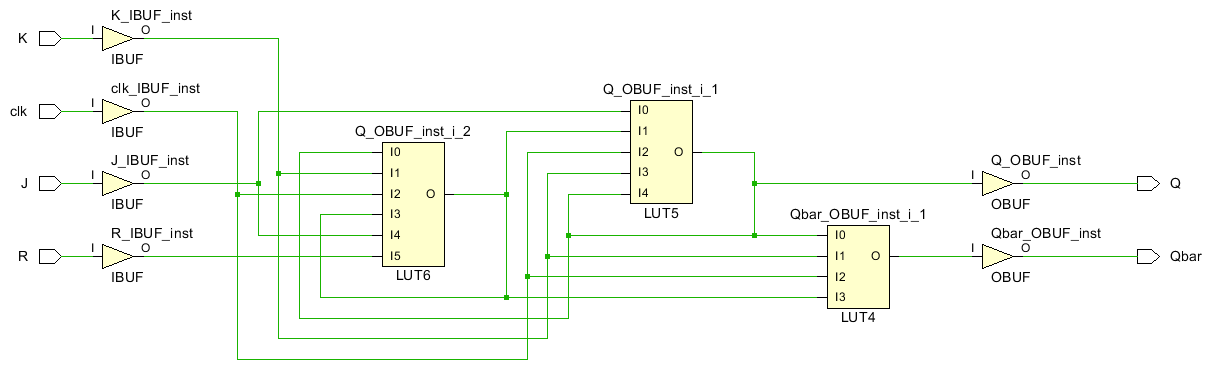 K_IBUF_inst
K
I
O
IBUF
clk_IBUF_inst
clk
I
O
IBUF
J_IBUF_inst
J
I
O
IBUF
R_IBUF_inst
R
I
O
IBUF
Q_OBUF_inst_i_2
I0
I1
I2
I3
I4
I5
O
LUT6
Q_OBUF_inst_i_1
I0
I1
I2
I3
I4
O
LUT5
Qbar_OBUF_inst_i_1
I0
I1
I2
I3
O
LUT4
Q_OBUF_inst
I
O
OBUF
Q
Qbar_OBUF_inst
I
O
OBUF
Qbar